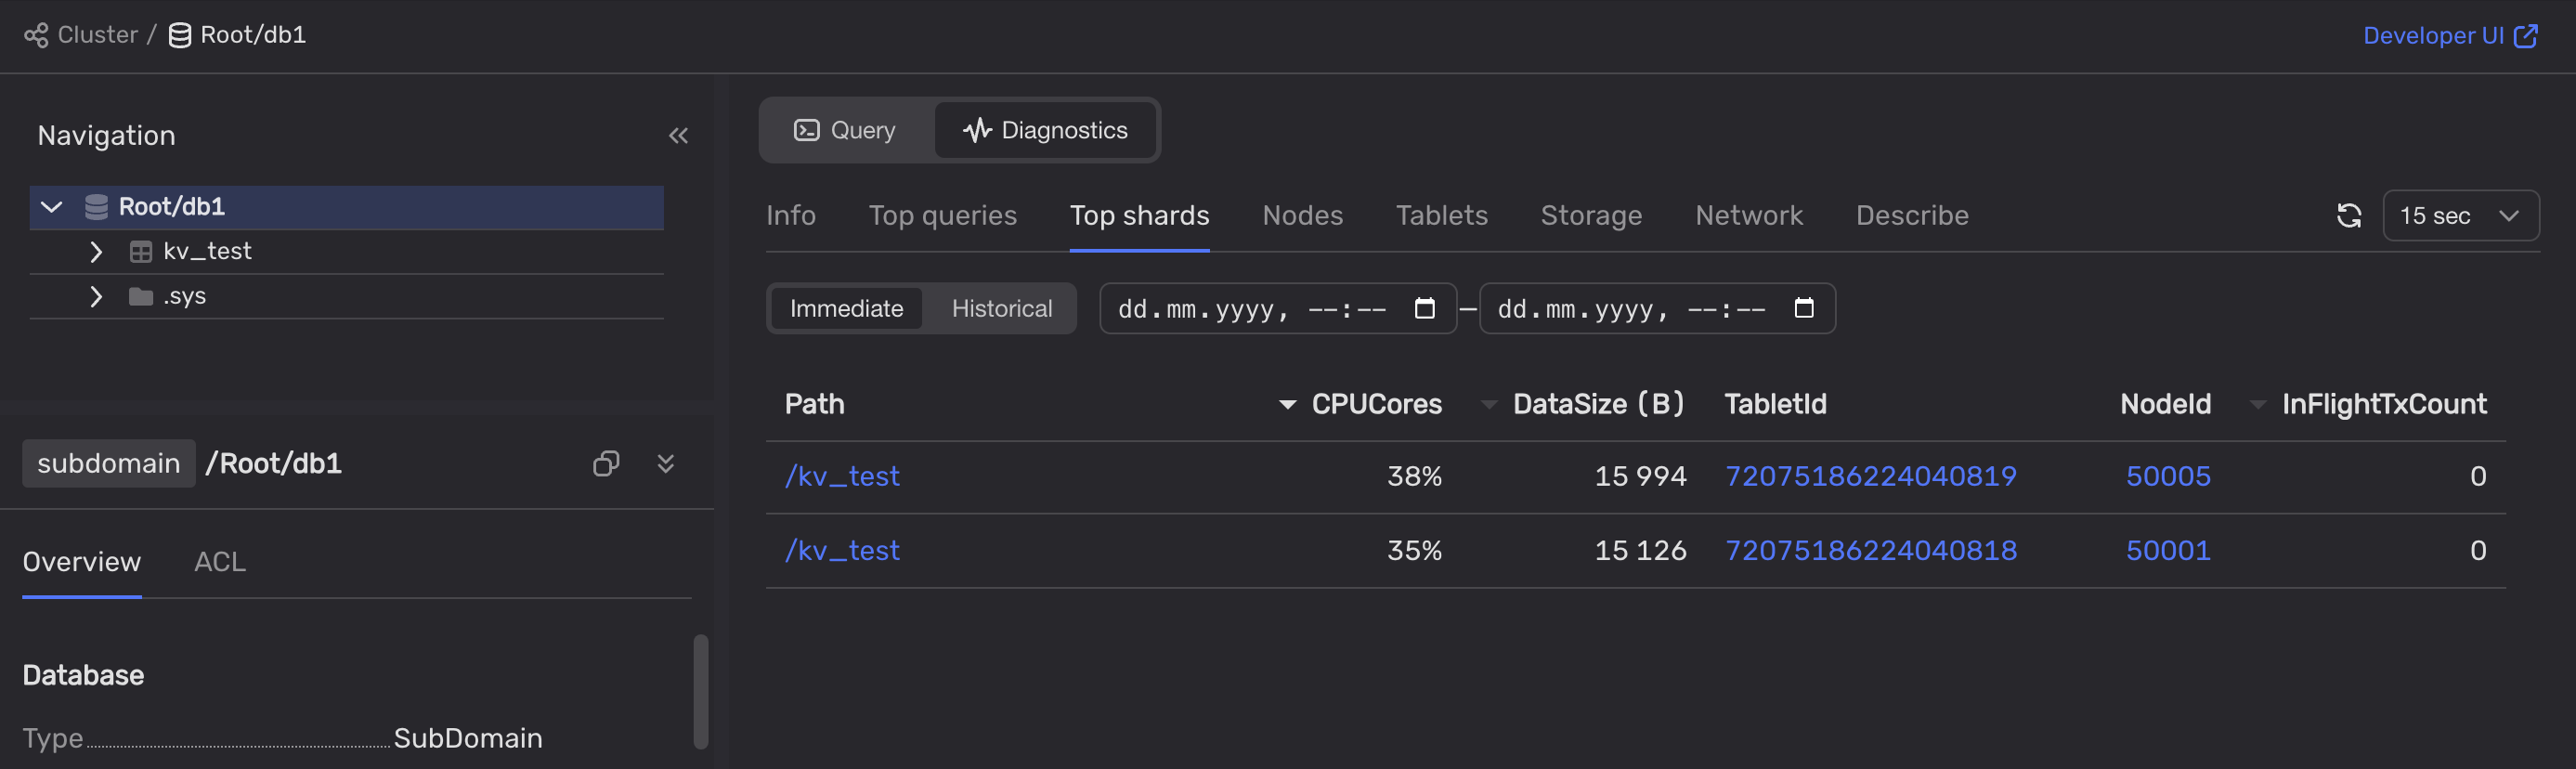 Cluster / Root/db1
Developer UI
Navigation
Root/db1
kv_test
.sys
subdomain /Root/db1
Overview ACL
Database
Type SubDomain
Query Diagnostics
Info Top queries Top shards Nodes Tablets Storage Network Describe
15 sec
Immediate Historical dd.mm.yyyy, --:-- – dd.mm.yyyy, --:--
Path CPUCores DataSize (B) TabletId NodeId InFlightTxCount
/kv_test 38% 15 994 72075186224040819 50005 0
/kv_test 35% 15 126 72075186224040818 50001 0